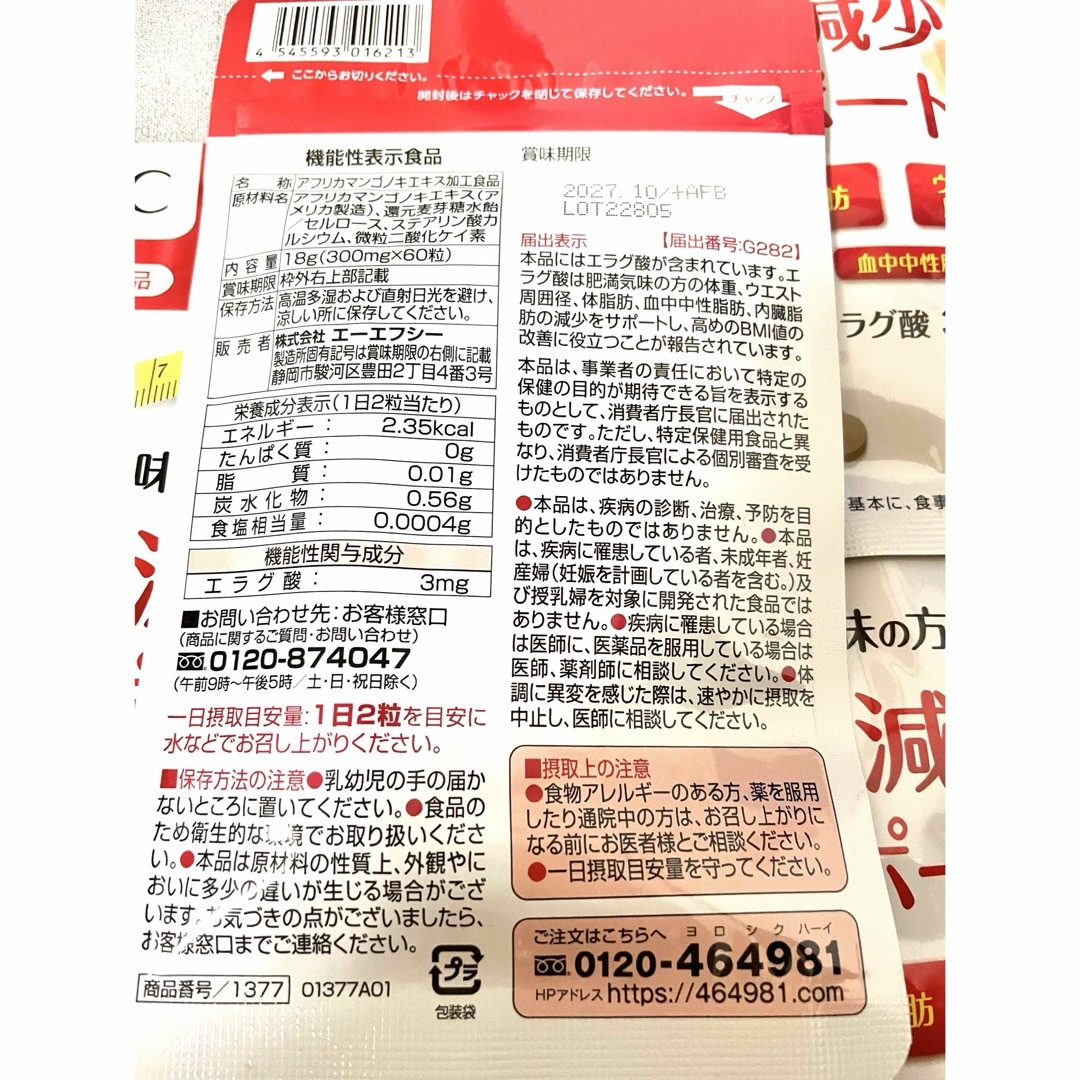 4 545593 016213
ここからお切りください。
開封後はチャックを閉じて保存してください。
チャック
機能性表示食品
名 称 アフリカマンゴノキエキス加工食品
原材料名 アフリカマンゴノキエキス(ア
メリカ製造)、還元麦芽糖水飴
/セルロース、ステアリン酸カ
ルシウム、微粒二酸化ケイ素
内容量 18g(300mg×60粒)
賞味期限 枠外右上部記載
保存方法 高温多湿および直射日光を避け、
涼しい所に保存してください。
販売者 株式会社 エーエフシー
製造所固有記号は賞味期限の右側に記載
静岡市駿河区豊田2丁目4番3号
栄養成分表示(1日2粒当たり)
エネルギー: 2.35kcal
たんぱく質: 0g
脂質: 0.01g
炭水化物: 0.56g
食塩相当量: 0.0004g
機能性関与成分
エラグ酸: 3mg
■お問い合わせ先:お客様窓口
(商品に関するご質問・お問い合わせ)
0120-874047
(午前9時〜午後5時/土・日・祝日除く)
一日摂取目安量:1日2粒を目安に
水などでお召し上がりください。
■保存方法の注意●乳幼児の手の届か
ないところに置いてください。●食品の
ため衛生的な環境でお取り扱いくださ
い。●本品は原材料の性質上、外観やに
おいに多少の違いが生じる場合がござ
います。お気づきの点がございましたら、
お客様窓口までご連絡ください。
商品番号/1377 01377A01
プラ
包装袋
賞味期限
2027.10/+AFB
LOT22805
届出表示 【届出番号:G282】
本品にはエラグ酸が含まれています。エ
ラグ酸は肥満気味の方の体重、ウエスト
周囲径、体脂肪、血中中性脂肪、内臓脂
肪の減少をサポートし、高めのBMI値の
改善に役立つことが報告されています。
本品は、事業者の責任において特定の
保健の目的が期待できる旨を表示する
ものとして、消費者庁長官に届出された
ものです。ただし、特定保健用食品と異
なり、消費者庁長官による個別審査を受
けたものではありません。
●本品は、疾病の診断、治療、予防を目
的としたものではありません。●本品
は、疾病に罹患している者、未成年者、妊
産婦(妊娠を計画している者を含む。)及
び授乳婦を対象に開発された食品では
ありません。●疾病に罹患している場合
は医師に、医薬品を服用している場合は
医師、薬剤師に相談してください。●体
調に異変を感じた際は、速やかに摂取を
中止し、医師に相談してください。
■摂取上の注意
●食物アレルギーのある方、薬を服用
したり通院中の方は、お召し上がりに
なる前にお医者様とご相談ください。
●一日摂取目安量を守ってください。
ご注文はこちらへ ヨロシクハーイ
0120-464981
HPアドレス https://464981.com
減少
ート
肪
血中中性
ラグ酸 3
基本に、食事
味の方
減
ポー
肪
C
品
7
味